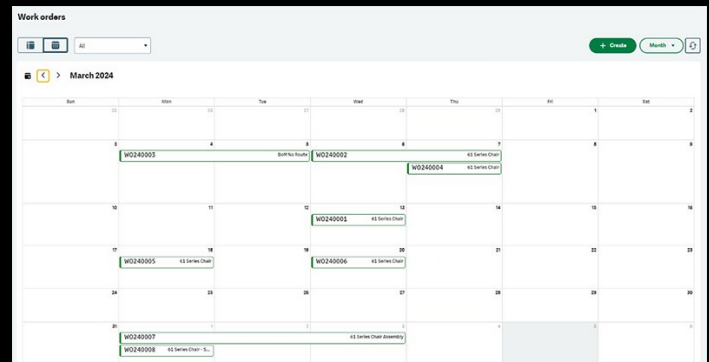 Work orders
All
+ Create
Month
March 2024
Sun Mon Tue Wed Thu Fri Sat
25 26 27 28 29 1 2
3 4 5 6 7 8 9
WO240003 BoM No Route WO240002 61 Series Chair
WO240004 61 Series Chair
10 11 12 13 14 15 16
WO240001 61 Series Chair
17 18 19 20 21 22 23
WO240005 61 Series Chair WO240006 61 Series Chair
24 25 26 27 28 29 30
31 1 2 3 4 5 6
WO240007 61 Series Chair Assembly
WO240008 61 Series Chair - S...